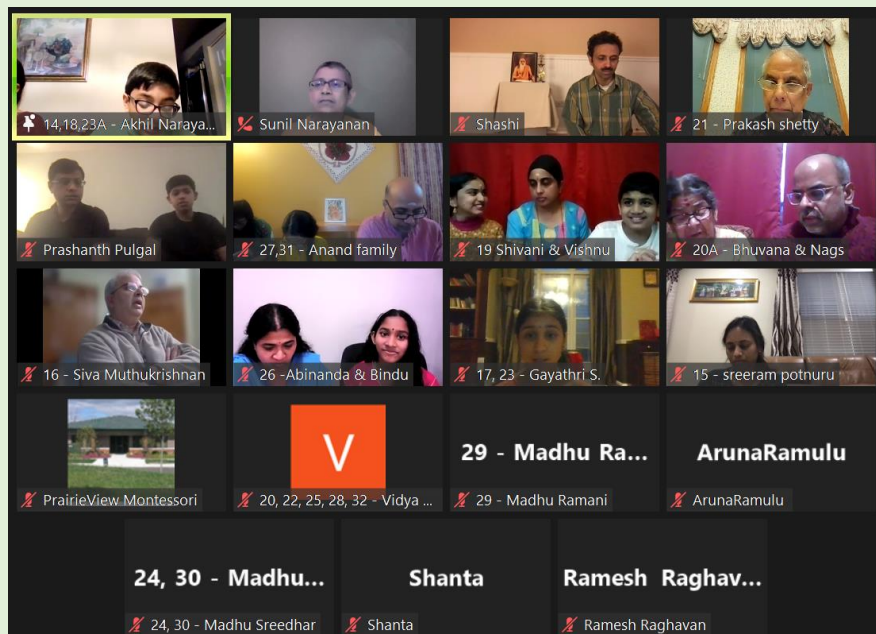 14,18,23A - Akhil Naraya...
Sunil Narayanan
Shashi
21 - Prakash shetty
Prashanth Pulgal
27,31 - Anand family
19 Shivani & Vishnu
20A - Bhuvana & Nags
16 - Siva Muthukrishnan
26 -Abinanda & Bindu
17, 23 - Gayathri S.
15 - sreeram potnuru
PrairieView Montessori
V
20, 22, 25, 28, 32 - Vidya ...
29 - Madhu Ra...
29 - Madhu Ramani
ArunaRamulu
ArunaRamulu
24, 30 - Madhu...
24, 30 - Madhu Sreedhar
Shanta
Shanta
Ramesh Raghav...
Ramesh Raghavan